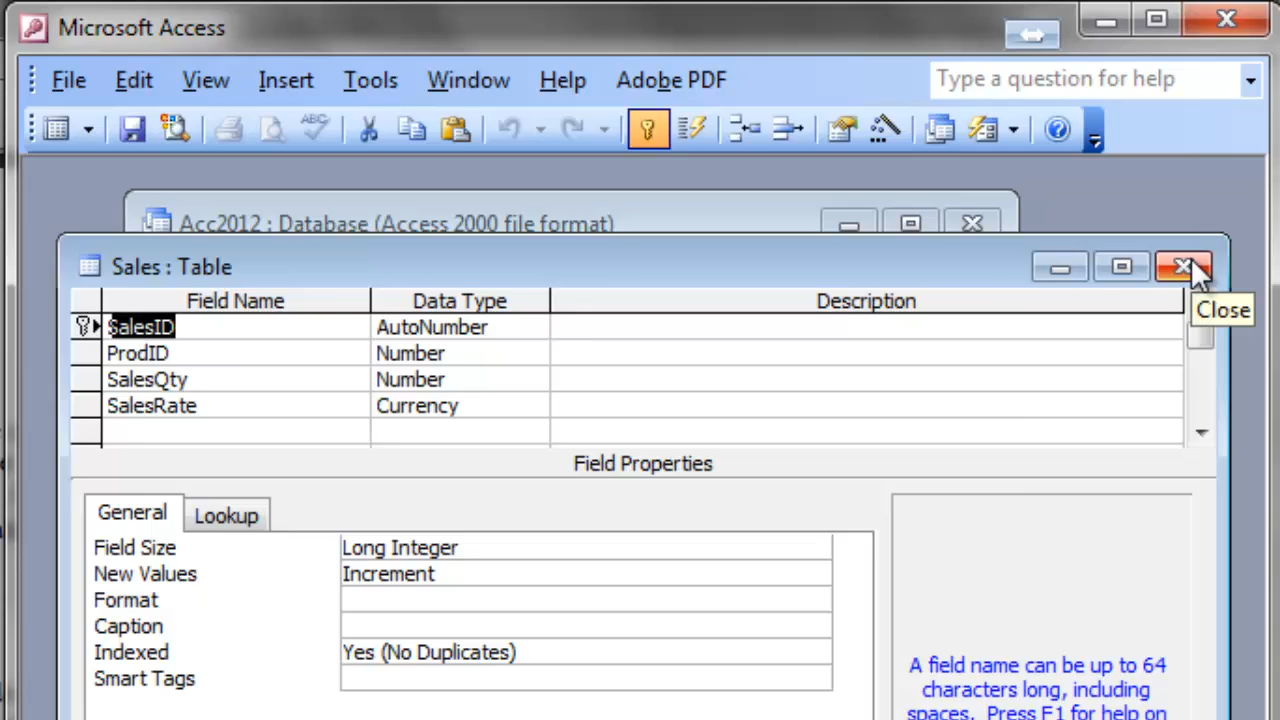 Microsoft Access
File Edit View Insert Tools Window Help Adobe PDF Type a question for help
ABC
Acc2012 : Database (Access 2000 file format)
Sales : Table
Close
Field Name Data Type Description
SalesID AutoNumber
ProdID Number
SalesQty Number
SalesRate Currency
Field Properties
General Lookup
Field Size Long Integer
New Values Increment
Format
Caption
Indexed Yes (No Duplicates)
Smart Tags
A field name can be up to 64
characters long, including
spaces. Press F1 for help on